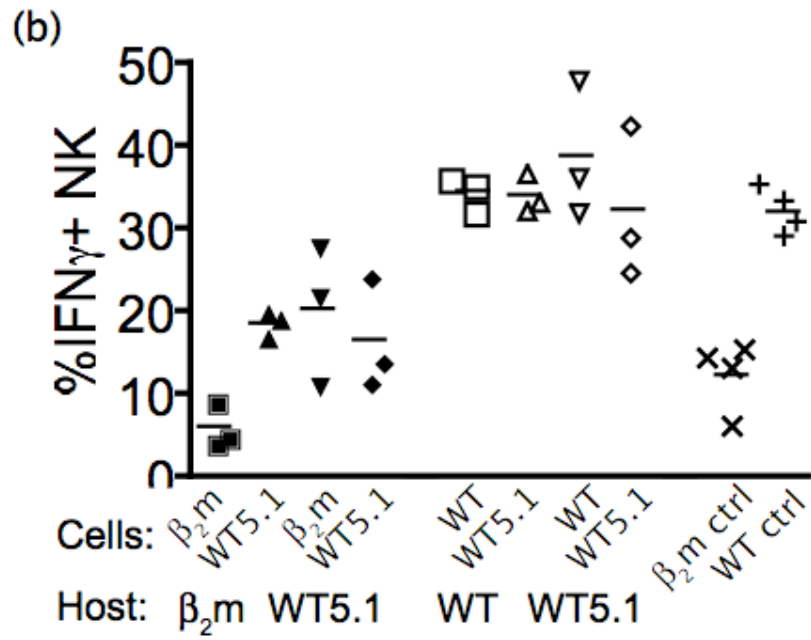 (b)
%IFNγ+ NK
50
40
30
20
10
0
Cells: β₂m WT5.1 β₂m WT5.1 WT WT5.1 WT WT5.1 β₂m ctrl WT ctrl
Host: β₂m WT5.1 WT WT5.1